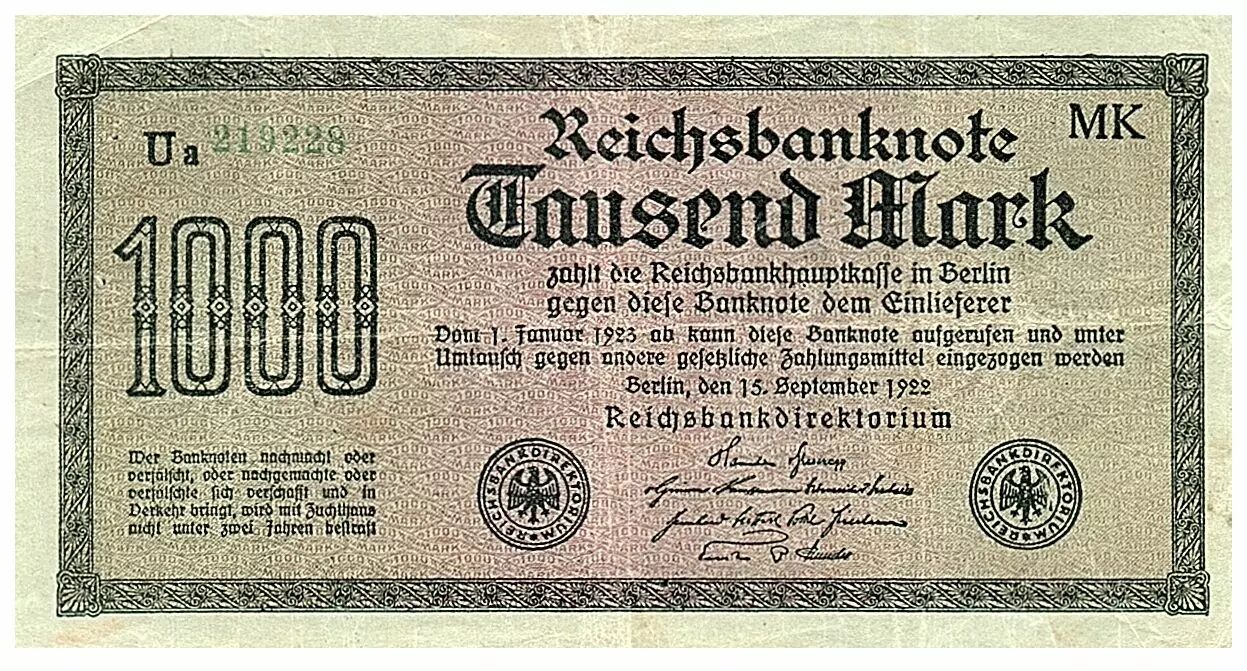 Ua 219228
Reichsbanknote
MK
Tausend Mark
1000
zahlt die Reichsbankhauptkasse in Berlin
gegen diese Banknote dem Einlieferer
Vom 1. Januar 1923 ab kann diese Banknote aufgerufen und unter
Umtausch gegen andere gesetzliche Zahlungsmittel eingezogen werden
Berlin, den 15. September 1922
Reichsbankdirektorium
Wer Banknoten nachmacht oder
verfälscht, oder nachgemachte oder
verfälschte sich verschafft und in
Verkehr bringt, wird mit Zuchthaus
nicht unter zwei Jahren bestraft
REICHSBANKDIREKTORIUM
REICHSBANKDIREKTORIUM